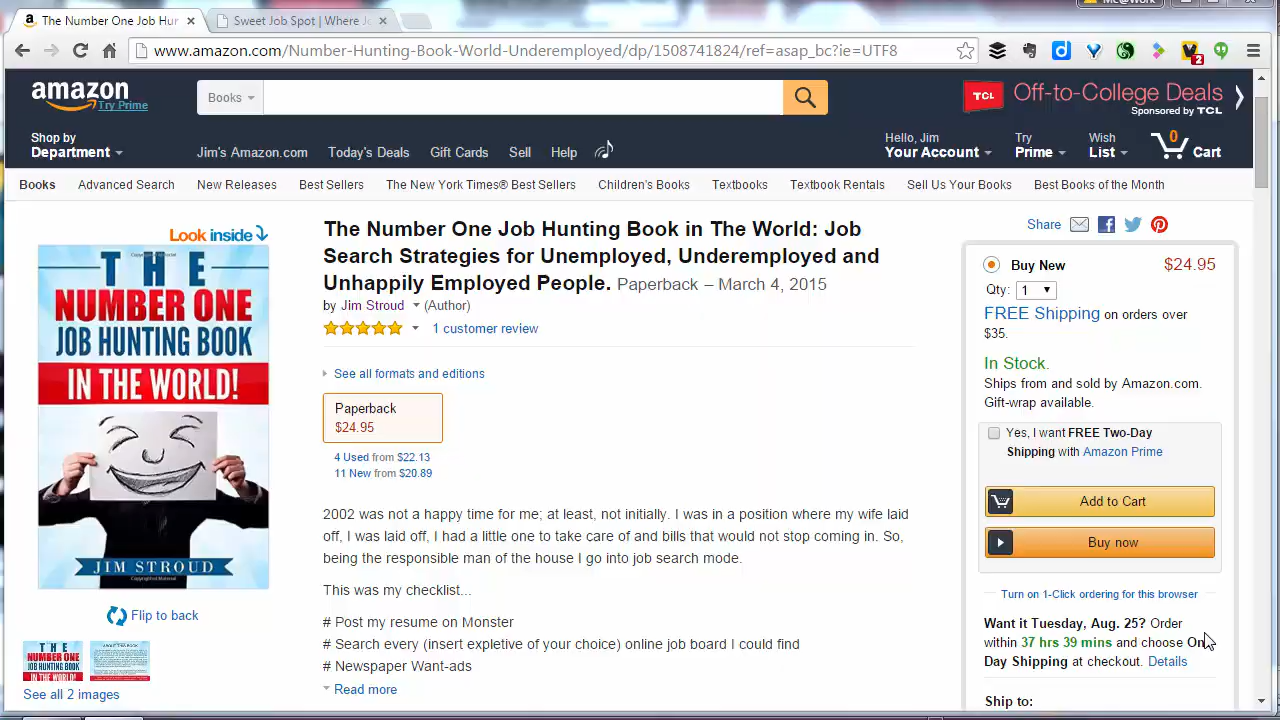 The Number One Job Hur
Sweet Job Spot | Where J
Me@Work
www.amazon.com/Number-Hunting-Book-World-Underemployed/dp/1508741824/ref=asap_bc?ie=UTF8
2
amazon
Try Prime
Books
TCL
Off-to-College Deals
Sponsored by TCL
Shop by
Department
Jim's Amazon.com Today's Deals Gift Cards Sell Help
Hello, Jim
Your Account
Try
Prime
Wish
List
0
Cart
Books Advanced Search New Releases Best Sellers The New York Times® Best Sellers Children's Books Textbooks Textbook Rentals Sell Us Your Books Best Books of the Month
Look inside
THE
NUMBER ONE
JOB HUNTING BOOK
IN THE WORLD!
JIM STROUD
Copyrighted Material
Flip to back
See all 2 images
The Number One Job Hunting Book in The World: Job
Search Strategies for Unemployed, Underemployed and
Unhappily Employed People. Paperback – March 4, 2015
by Jim Stroud (Author)
1 customer review
See all formats and editions
Paperback
$24.95
4 Used from $22.13
11 New from $20.89
2002 was not a happy time for me; at least, not initially. I was in a position where my wife laid
off, I was laid off, I had a little one to take care of and bills that would not stop coming in. So,
being the responsible man of the house I go into job search mode.
This was my checklist...
# Post my resume on Monster
# Search every (insert expletive of your choice) online job board I could find
# Newspaper Want-ads
Read more
Share
Buy New $24.95
Qty: 1
FREE Shipping on orders over
$35.
In Stock.
Ships from and sold by Amazon.com.
Gift-wrap available.
Yes, I want FREE Two-Day
Shipping with Amazon Prime
Add to Cart
Buy now
Turn on 1-Click ordering for this browser
Want it Tuesday, Aug. 25? Order
within 37 hrs 39 mins and choose On
Day Shipping at checkout. Details
Ship to: